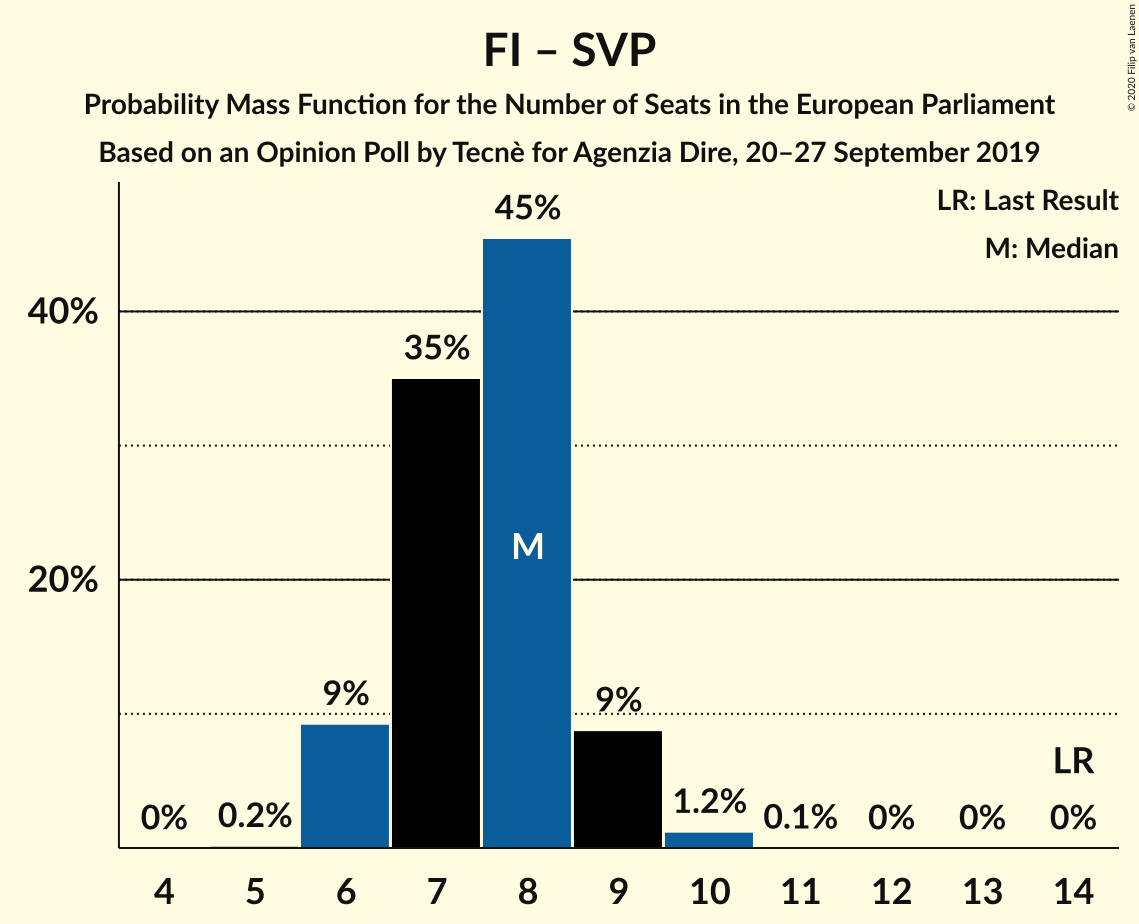 FI – SVP
Probability Mass Function for the Number of Seats in the European Parliament
Based on an Opinion Poll by Tecnè for Agenzia Dire, 20–27 September 2019
© 2020 Filip van Laenen
LR: Last Result
M: Median
45%
40%
35%
M
20%
9%
9%
LR
0%
0.2%
1.2%
0.1%
0%
0%
0%
4 5 6 7 8 9 10 11 12 13 14